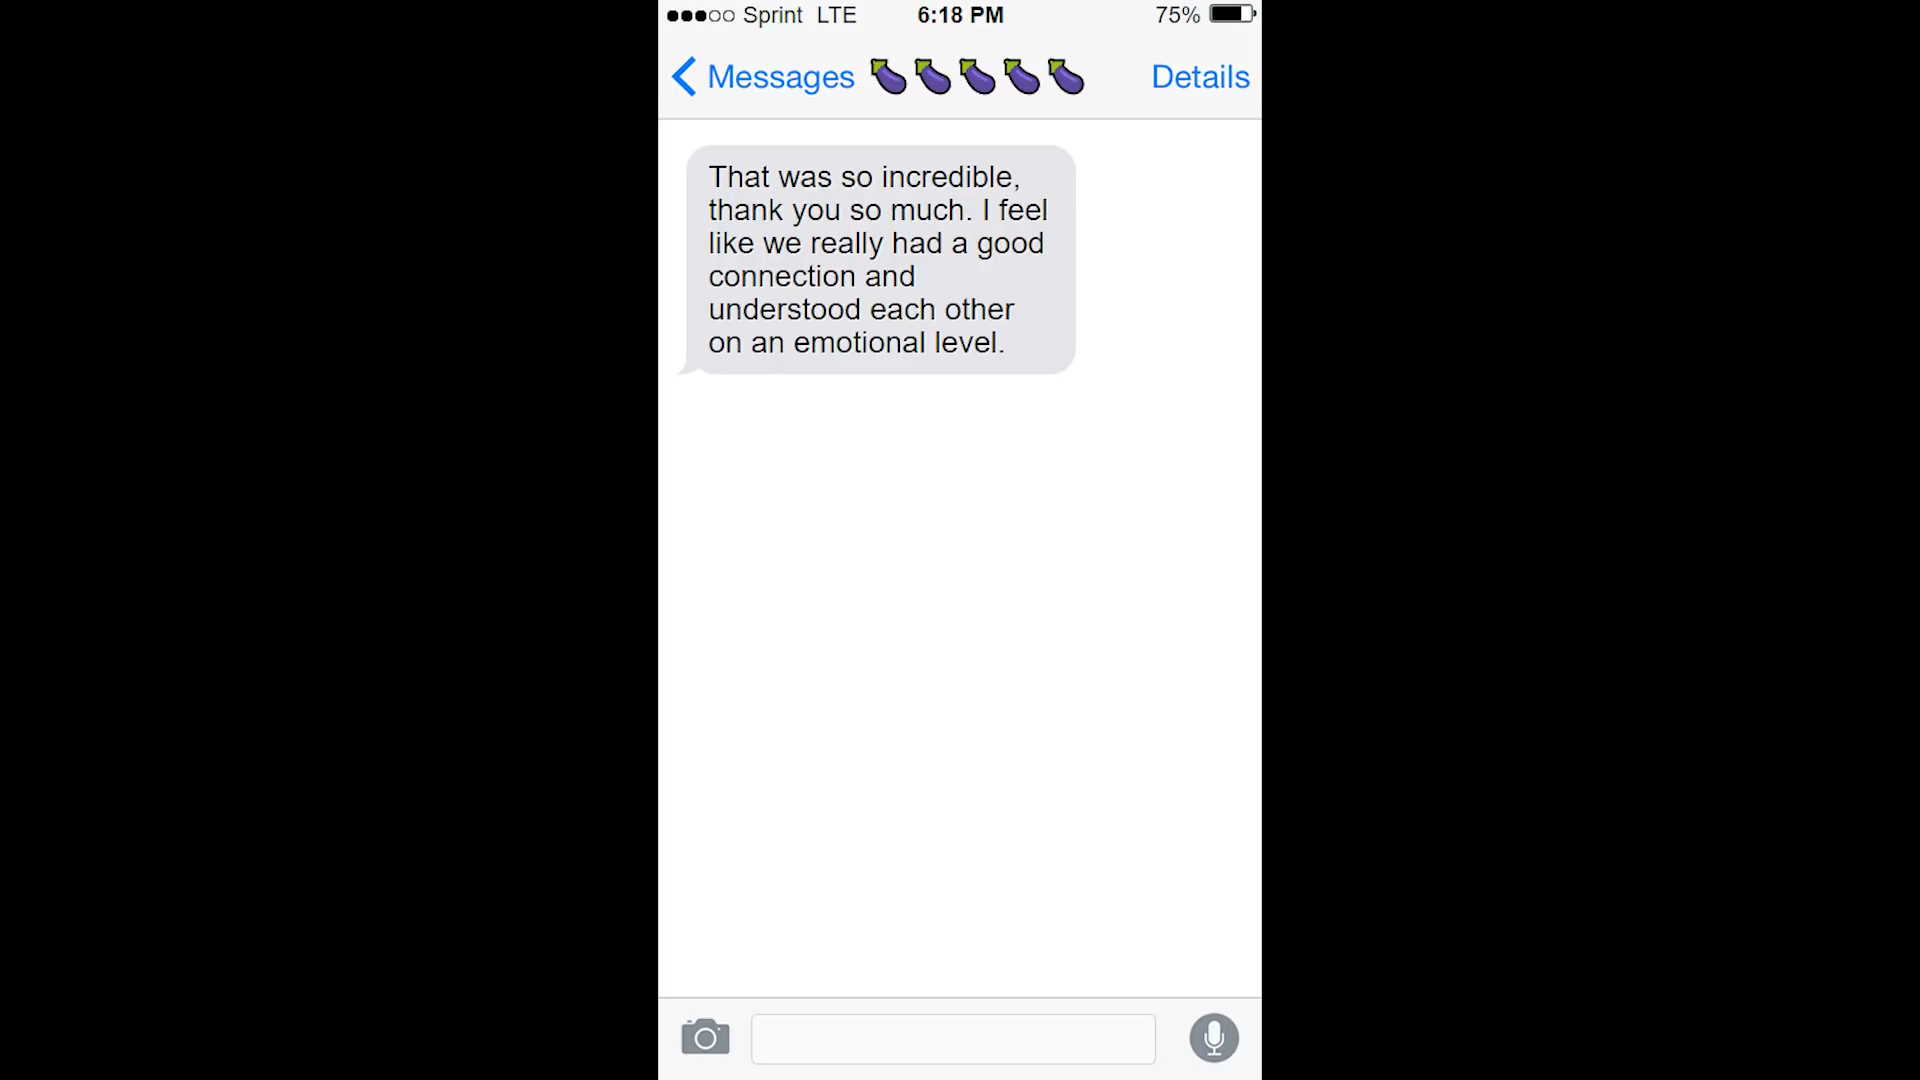 Sprint LTE 6:18 PM 75%
Messages 🍆🍆🍆🍆🍆 Details
That was so incredible,
thank you so much. I feel
like we really had a good
connection and
understood each other
on an emotional level.